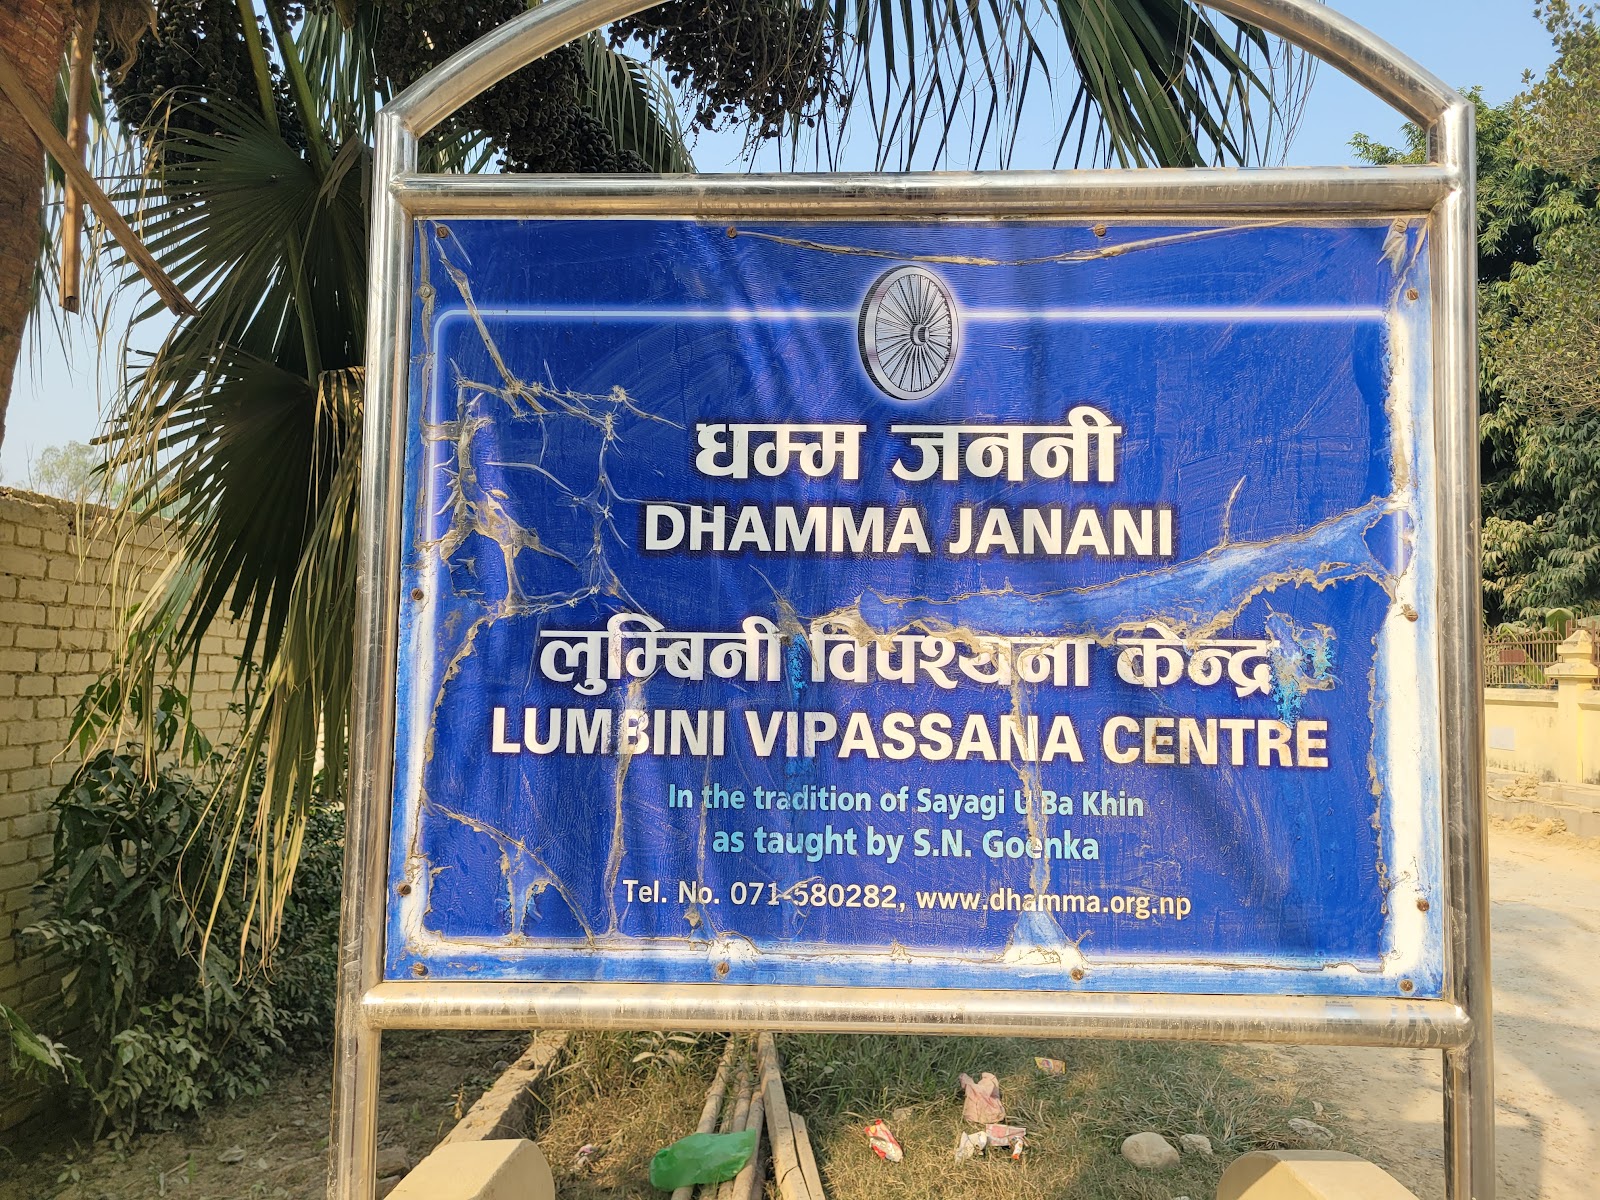 धम्म जननी
DHAMMA JANANI
लुम्बिनी विपश्यना केन्द्र
LUMBINI VIPASSANA CENTRE
In the tradition of Sayagi U Ba Khin
as taught by S.N. Goenka
Tel. No. 071-580282, www.dhamma.org.np